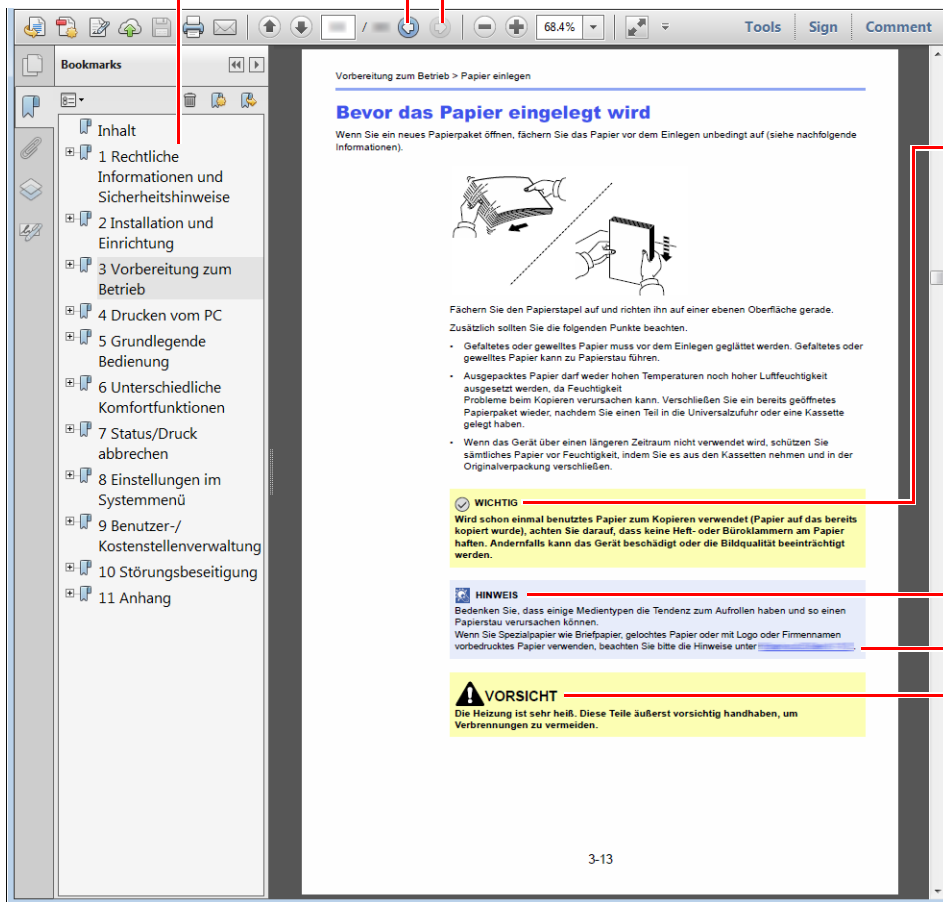 /
68.4%
Tools
Sign
Comment
Bookmarks
Inhalt
1 Rechtliche
Informationen und
Sicherheitshinweise
2 Installation und
Einrichtung
3 Vorbereitung zum
Betrieb
4 Drucken vom PC
5 Grundlegende
Bedienung
6 Unterschiedliche
Komfortfunktionen
7 Status/Druck
abbrechen
8 Einstellungen im
Systemmenü
9 Benutzer-/
Kostenstellenverwaltung
10 Störungsbeseitigung
11 Anhang
Vorbereitung zum Betrieb > Papier einlegen
Bevor das Papier eingelegt wird
Wenn Sie ein neues Papierpaket öffnen, fächern Sie das Papier vor dem Einlegen unbedingt auf (siehe nachfolgende
Informationen).
Fächern Sie den Papierstapel auf und richten ihn auf einer ebenen Oberfläche gerade.
Zusätzlich sollten Sie die folgenden Punkte beachten.
• Gefaltetes oder gewelltes Papier muss vor dem Einlegen geglättet werden. Gefaltetes oder
gewelltes Papier kann zu Papierstau führen.
• Ausgepacktes Papier darf weder hohen Temperaturen noch hoher Luftfeuchtigkeit
ausgesetzt werden, da Feuchtigkeit
Probleme beim Kopieren verursachen kann. Verschließen Sie ein bereits geöffnetes
Papierpaket wieder, nachdem Sie einen Teil in die Universalzufuhr oder eine Kassette
gelegt haben.
• Wenn das Gerät über einen längeren Zeitraum nicht verwendet wird, schützen Sie
sämtliches Papier vor Feuchtigkeit, indem Sie es aus den Kassetten nehmen und in der
Originalverpackung verschließen.
WICHTIG
Wird schon einmal benutztes Papier zum Kopieren verwendet (Papier auf das bereits
kopiert wurde), achten Sie darauf, dass keine Heft- oder Büroklammern am Papier
haften. Andernfalls kann das Gerät beschädigt oder die Bildqualität beeinträchtigt
werden.
HINWEIS
Bedenken Sie, dass einige Medientypen die Tendenz zum Aufrollen haben und so einen
Papierstau verursachen können.
Wenn Sie Spezialpapier wie Briefpapier, gelochtes Papier oder mit Logo oder Firmennamen
vorbedrucktes Papier verwenden, beachten Sie bitte die Hinweise unter
VORSICHT
Die Heizung ist sehr heiß. Diese Teile äußerst vorsichtig handhaben, um
Verbrennungen zu vermeiden.
3-13